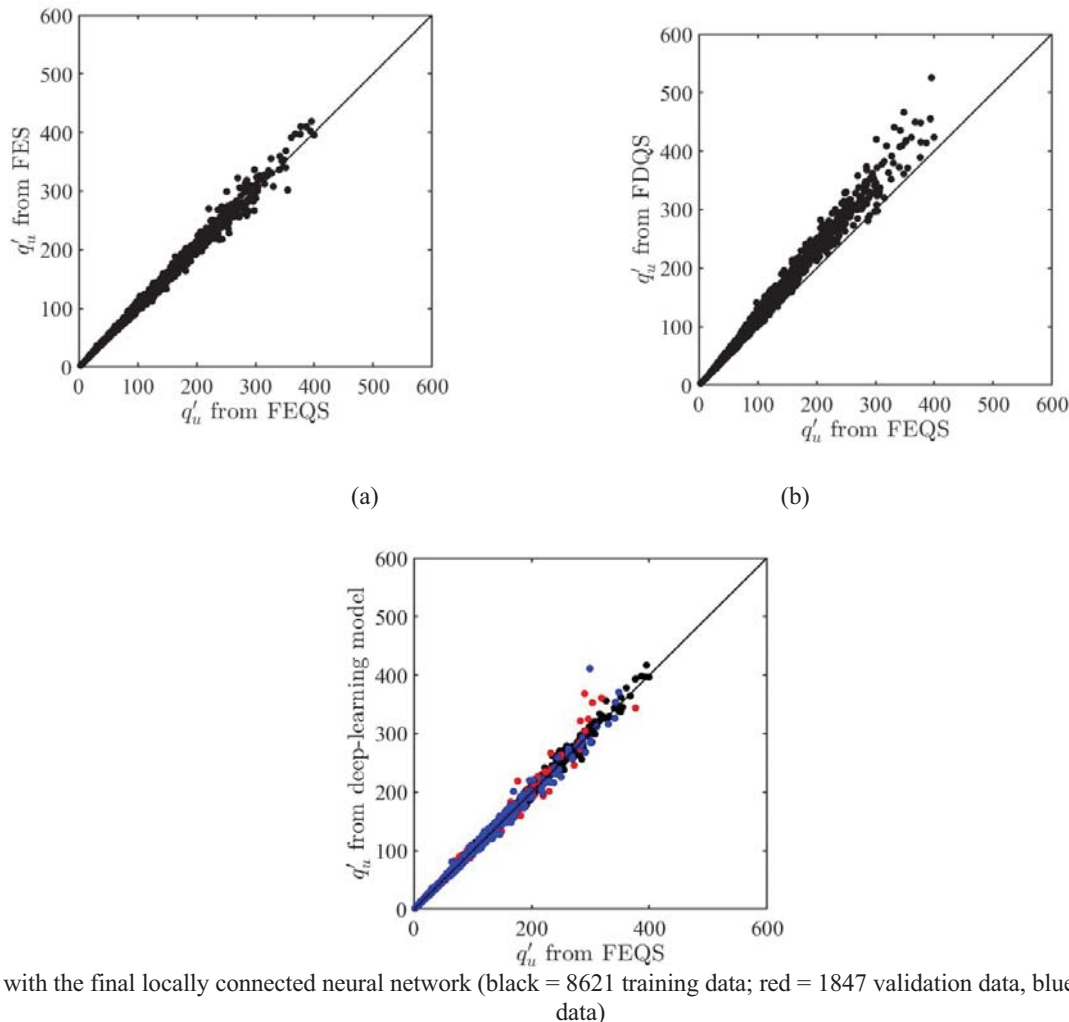 600
500
400
300
200
100
0
q′u from FES
0 100 200 300 400 500 600
q′u from FEQS
600
500
400
300
200
100
0
q′u from FDQS
0 100 200 300 400 500 600
q′u from FEQS
(a) (b)
600
500
400
300
200
100
0
q′u from deep-learning model
0 200 400 600
q′u from FEQS
with the final locally connected neural network (black = 8621 training data; red = 1847 validation data, blue
data)